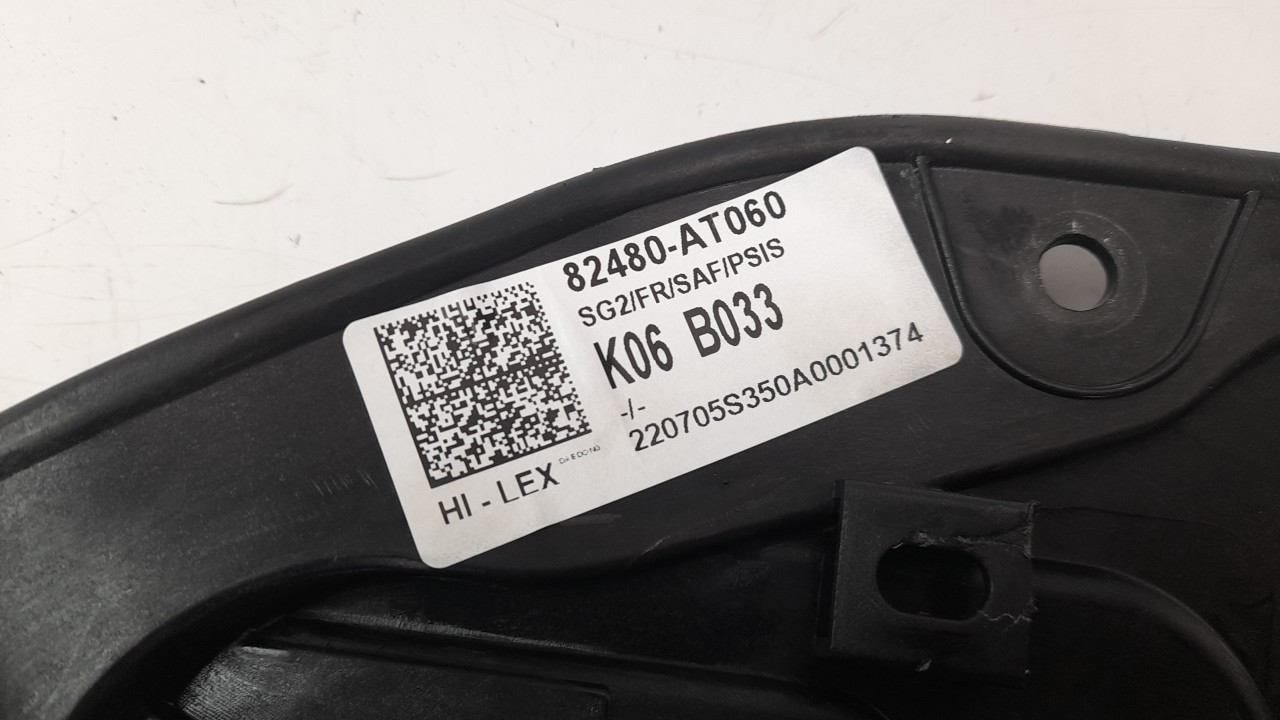 82480-AT060
SG2/FR/SAF/PSIS
K06 B033
-/-
220705S350A0001374
HI - LEX